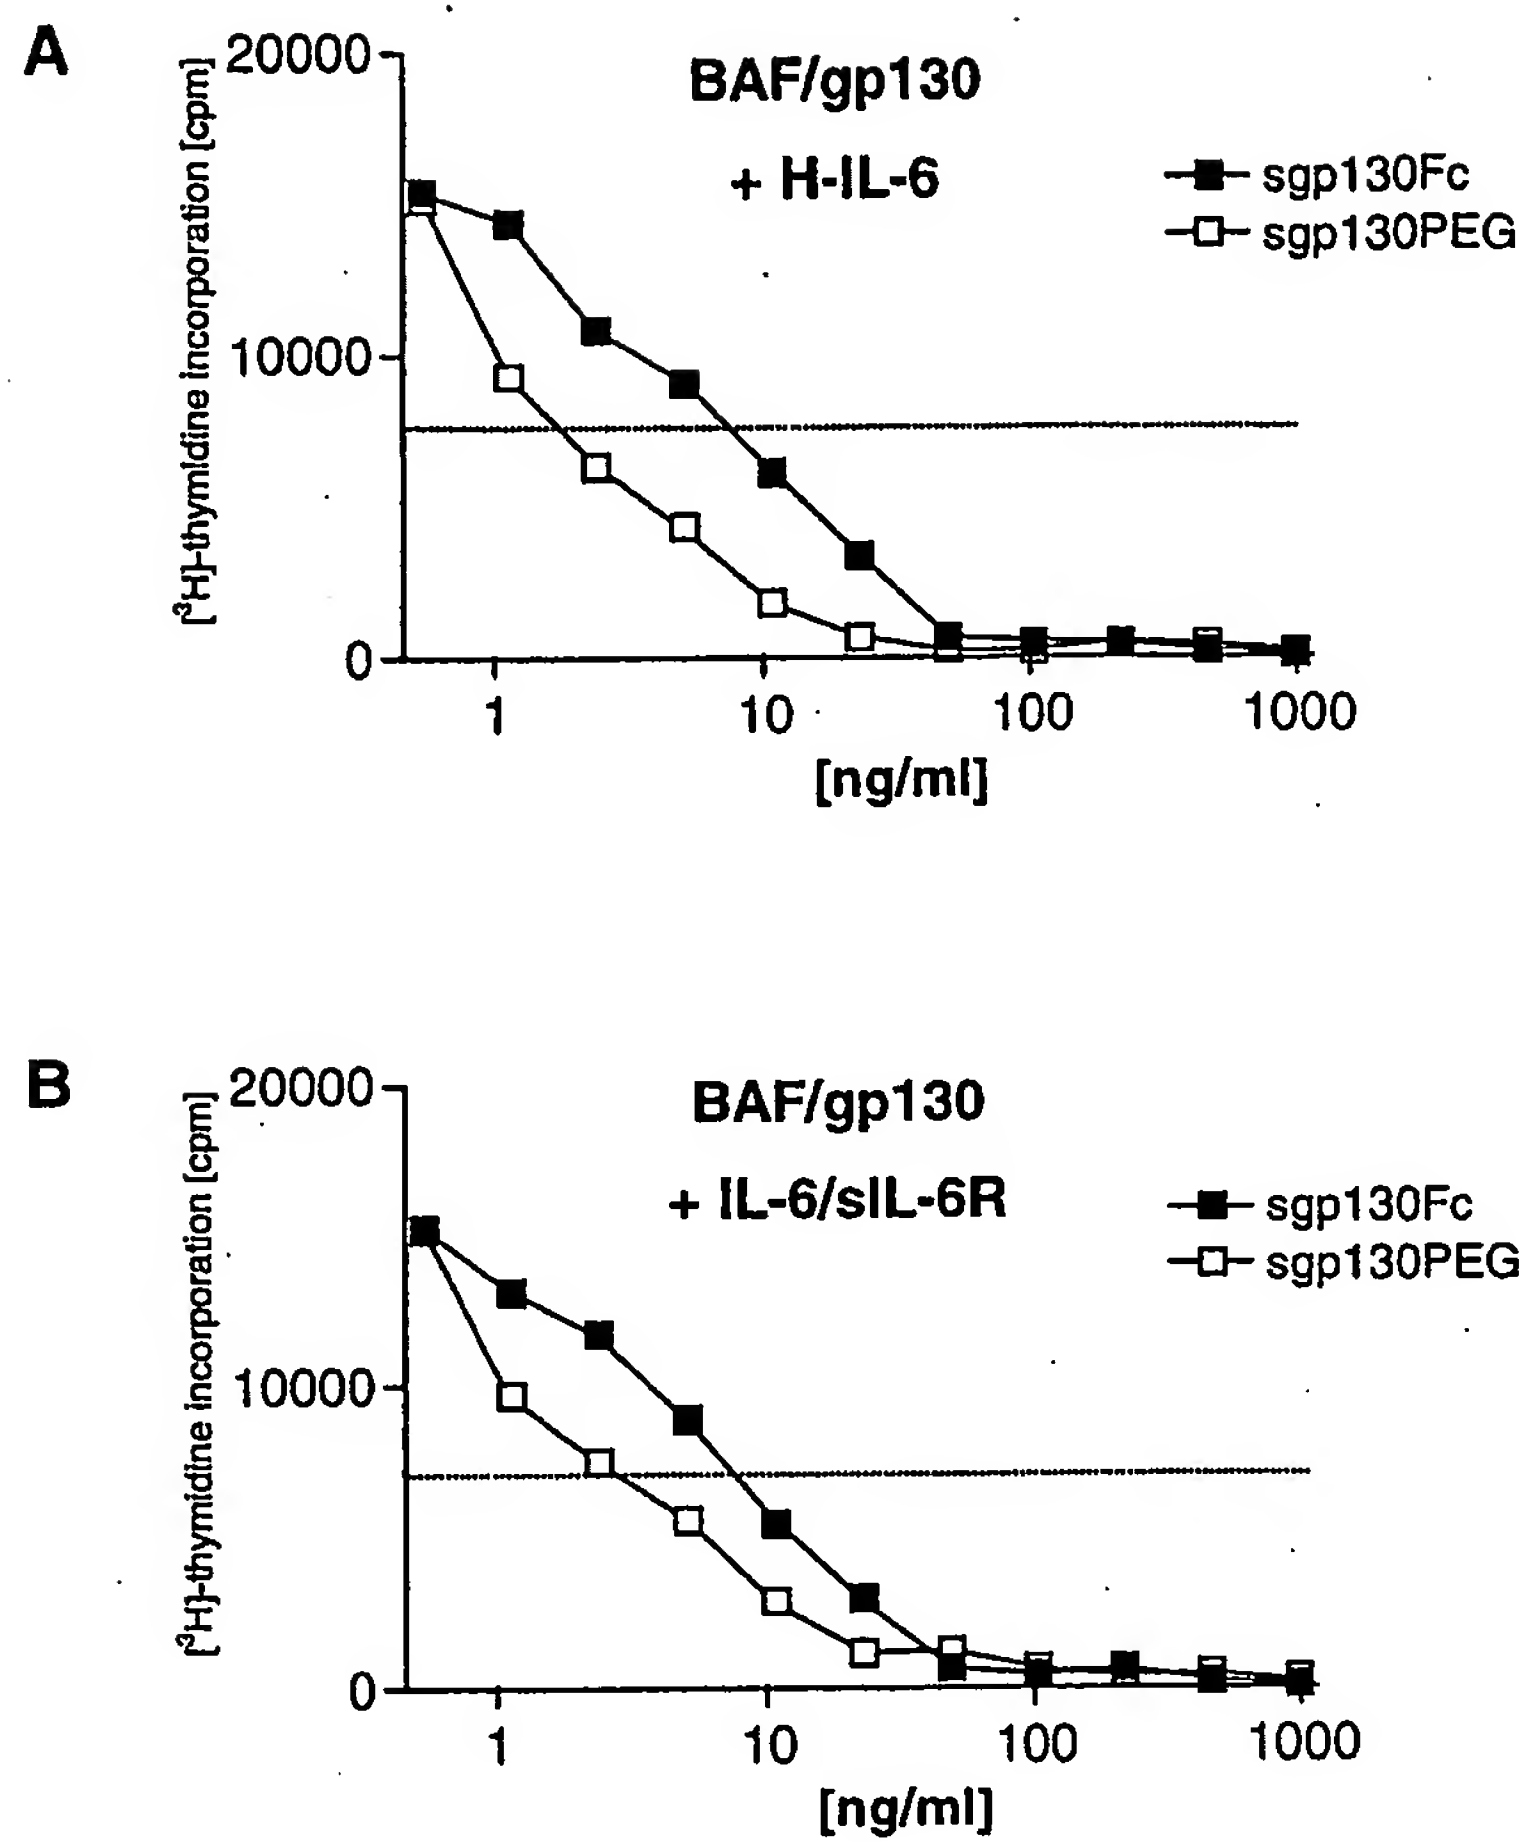 A
BAF/gp130
+ H-IL-6
sgp130Fc
sgp130PEG
[³H]-thymidine incorporation [cpm]
20000
10000
0
1
10
100
1000
[ng/ml]
B
BAF/gp130
+ IL-6/sIL-6R
sgp130Fc
sgp130PEG
[³H]-thymidine incorporation [cpm]
20000
10000
0
1
10
100
1000
[ng/ml]